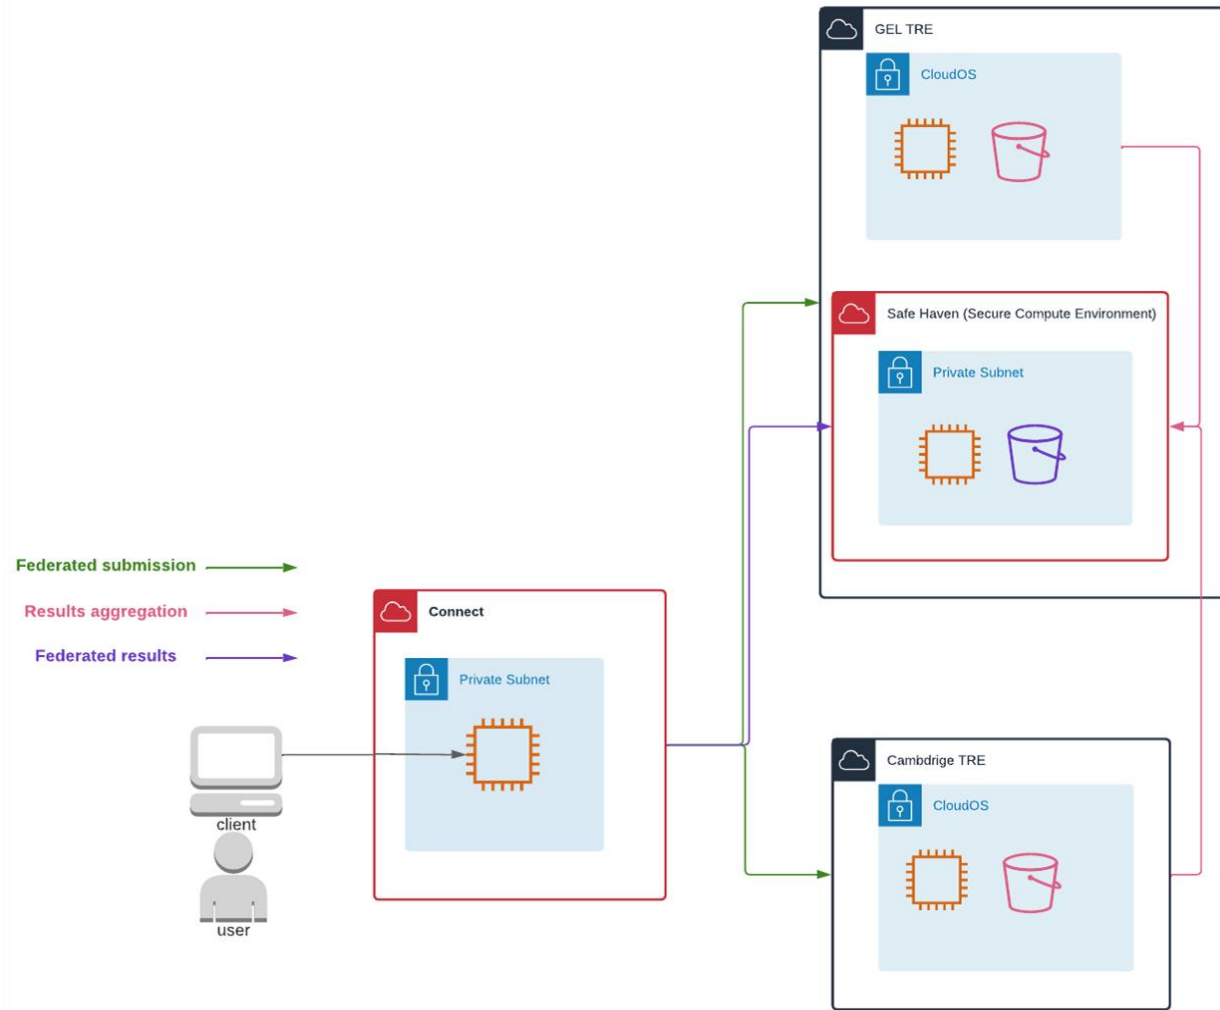 GEL TRE
CloudOS
Safe Haven (Secure Compute Environment)
Private Subnet
Federated submission
Results aggregation
Federated results
Connect
Private Subnet
client
user
Cambdrige TRE
CloudOS